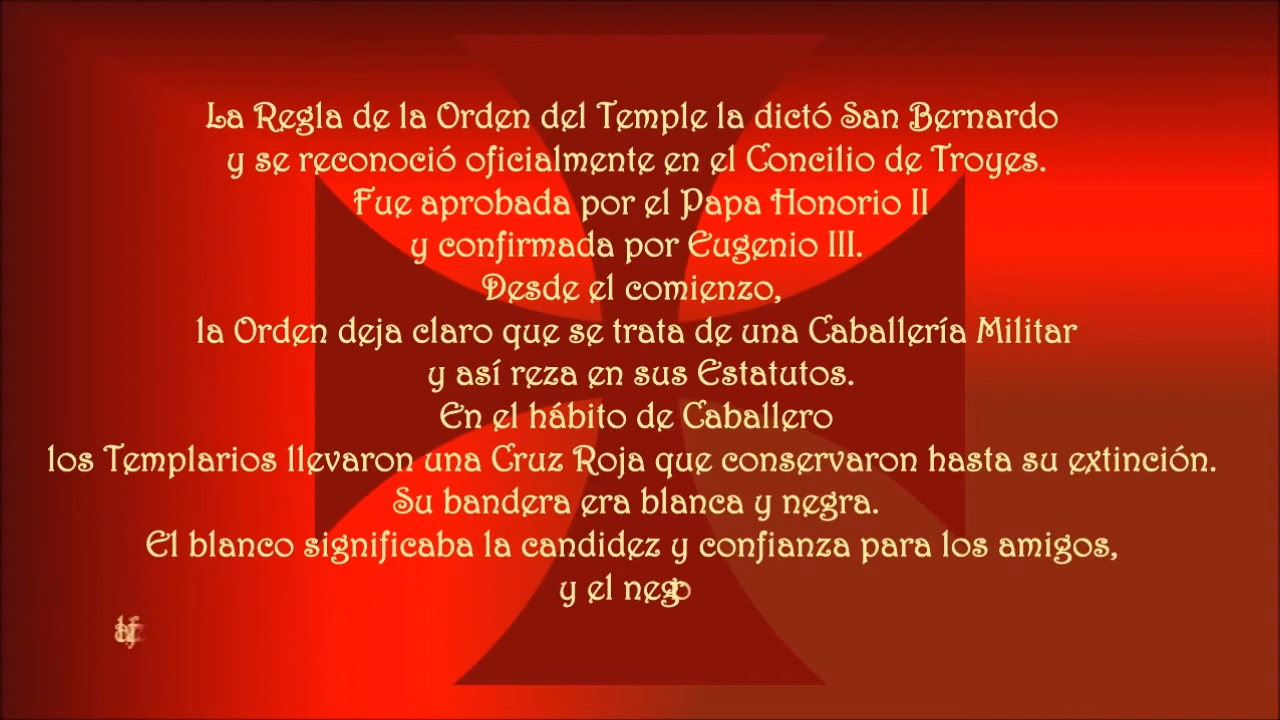 La Regla de la Orden del Temple la dictó San Bernardo
y se reconoció oficialmente en el Concilio de Troyes.
Fue aprobada por el Papa Honorio II
y confirmada por Eugenio III.
Desde el comienzo,
la Orden deja claro que se trata de una Caballería Militar
y así reza en sus Estatutos.
En el hábito de Caballero
los Templarios llevaron una Cruz Roja que conservaron hasta su extinción.
Su bandera era blanca y negra.
El blanco significaba la candidez y confianza para los amigos,
y el negro